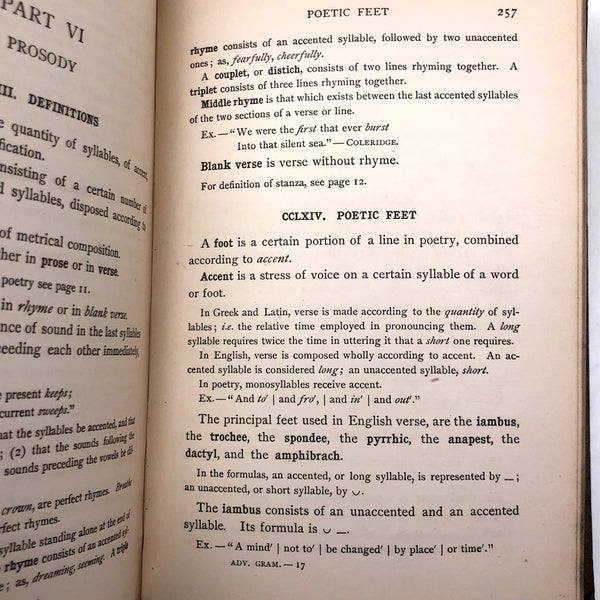 PART VI
PROSODY
III. DEFINITIONS
quantity of syllables, of accent,
ification.
nsisting of a certain number of
d syllables, disposed according to
of metrical composition.
ther in prose or in verse.
poetry see page 11.
in rhyme or in blank verse.
nce of sound in the last syllables
ceeding each other immediately,
e present keeps;
current sweeps."
hat the syllables be accented, and that
; (2) that the sounds following the
sounds preceding the vowels be dif-
crown, are perfect rhymes. Breathe
rfect rhymes.
syllable standing alone at the end of
rhyme consists of an accented syl-
e; as, dreaming, seeming. A triple
POETIC FEET 257
rhyme consists of an accented syllable, followed by two unaccented
ones; as, fearfully, cheerfully.
A couplet, or distich, consists of two lines rhyming together. A
triplet consists of three lines rhyming together.
Middle rhyme is that which exists between the last accented syllables
of the two sections of a verse or line.
Ex. — "We were the first that ever burst
Into that silent sea." — COLERIDGE.
Blank verse is verse without rhyme.
For definition of stanza, see page 12.
CCLXIV. POETIC FEET
A foot is a certain portion of a line in poetry, combined
according to accent.
Accent is a stress of voice on a certain syllable of a word
or foot.
In Greek and Latin, verse is made according to the quantity of syl-
lables; i.e. the relative time employed in pronouncing them. A long
syllable requires twice the time in uttering it that a short one requires.
In English, verse is composed wholly according to accent. An ac-
cented syllable is considered long; an unaccented syllable, short.
In poetry, monosyllables receive accent.
Ex. — "And to' | and fro', | and in' | and out'."
The principal feet used in English verse, are the iambus,
the trochee, the spondee, the pyrrhic, the anapest, the
dactyl, and the amphibrach.
In the formulas, an accented, or long syllable, is represented by _;
an unaccented, or short syllable, by ◡.
The iambus consists of an unaccented and an accented
syllable. Its formula is ◡ _.
Ex. — "A mind' | not to' | be changed' | by place' | or time'."
ADV. GRAM. — 17